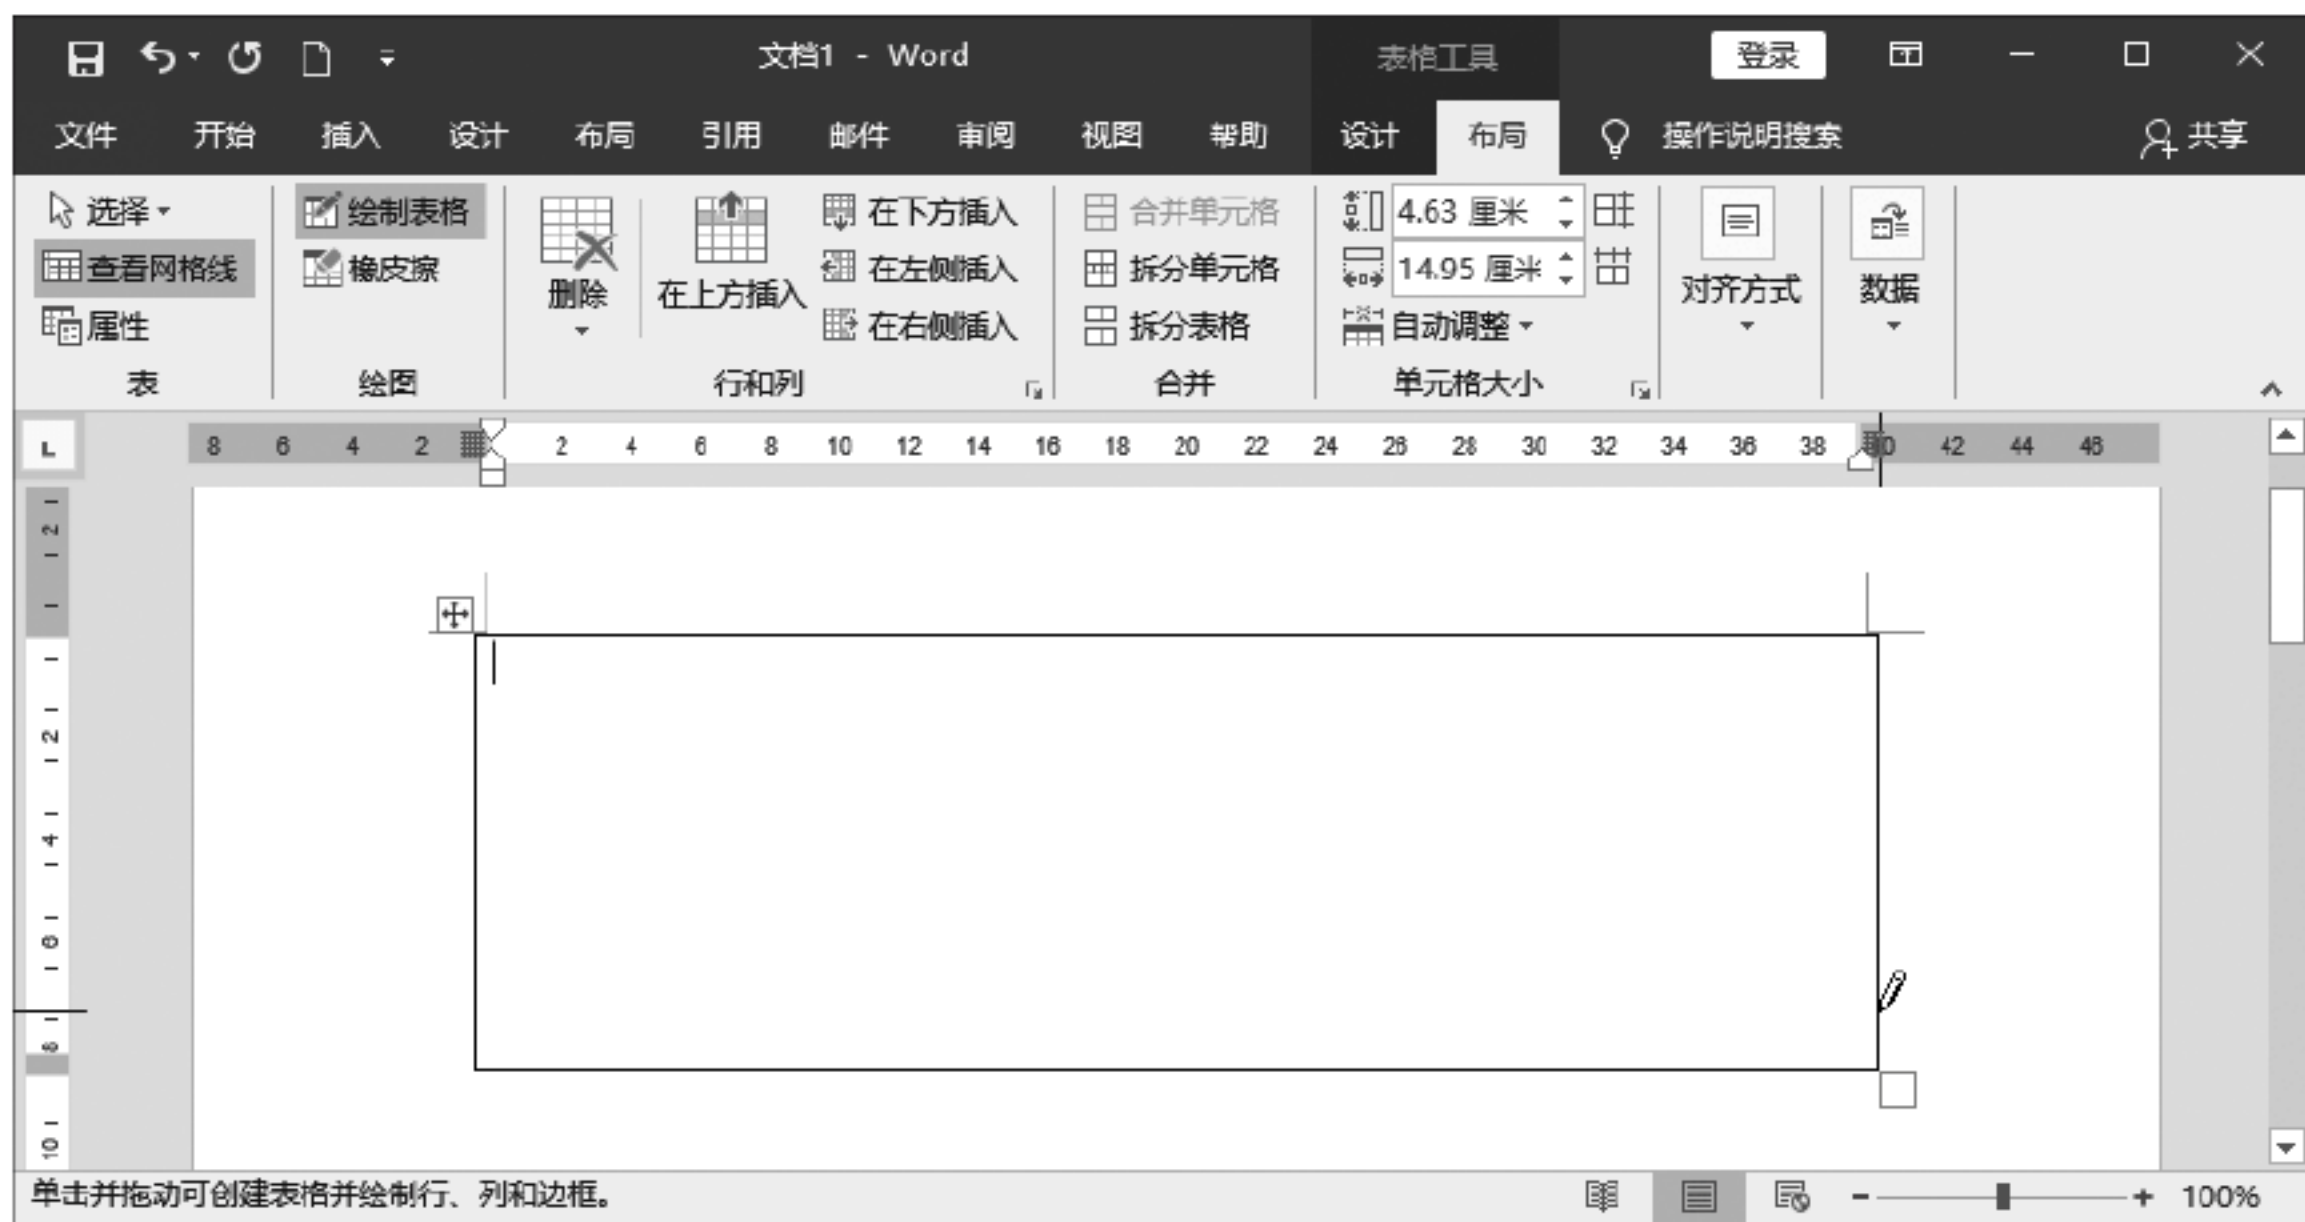 文档1 - Word
表格工具
登录
文件 开始 插入 设计 布局 引用 邮件 审阅 视图 帮助 设计 布局 操作说明搜索 共享
选择 绘制表格 在下方插入 合并单元格 4.63 厘米
查看网格线 橡皮擦 在左侧插入 拆分单元格 14.95 厘米
删除 在上方插入 对齐方式 数据
属性 在右侧插入 拆分表格 自动调整
表 绘图 行和列 合并 单元格大小
L 8 6 4 2 2 4 6 8 10 12 14 16 18 20 22 24 26 28 30 32 34 36 38 40 42 44 46
2
2
4
6
8
10
单击并拖动可创建表格并绘制行、列和边框。 100%